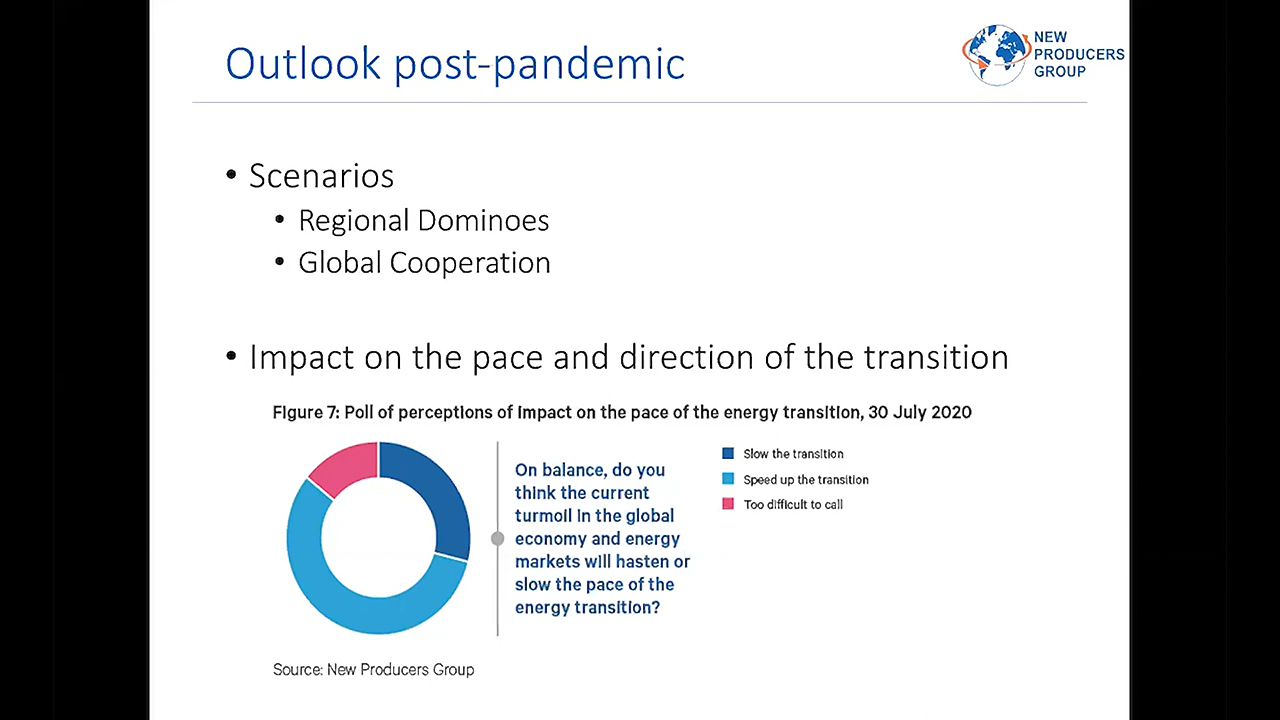 Outlook post-pandemic
NEW
PRODUCERS
GROUP
• Scenarios
• Regional Dominoes
• Global Cooperation
• Impact on the pace and direction of the transition
Figure 7: Poll of perceptions of impact on the pace of the energy transition, 30 July 2020
On balance, do you
think the current
turmoil in the global
economy and energy
markets will hasten or
slow the pace of the
energy transition?
Slow the transition
Speed up the transition
Too difficult to call
Source: New Producers Group